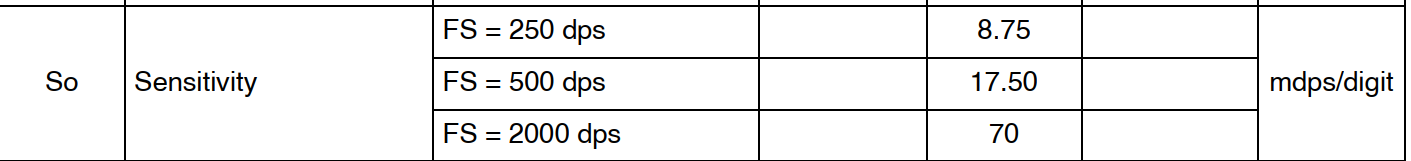 So Sensitivity FS = 250 dps 8.75 mdps/digit
FS = 500 dps 17.50
FS = 2000 dps 70